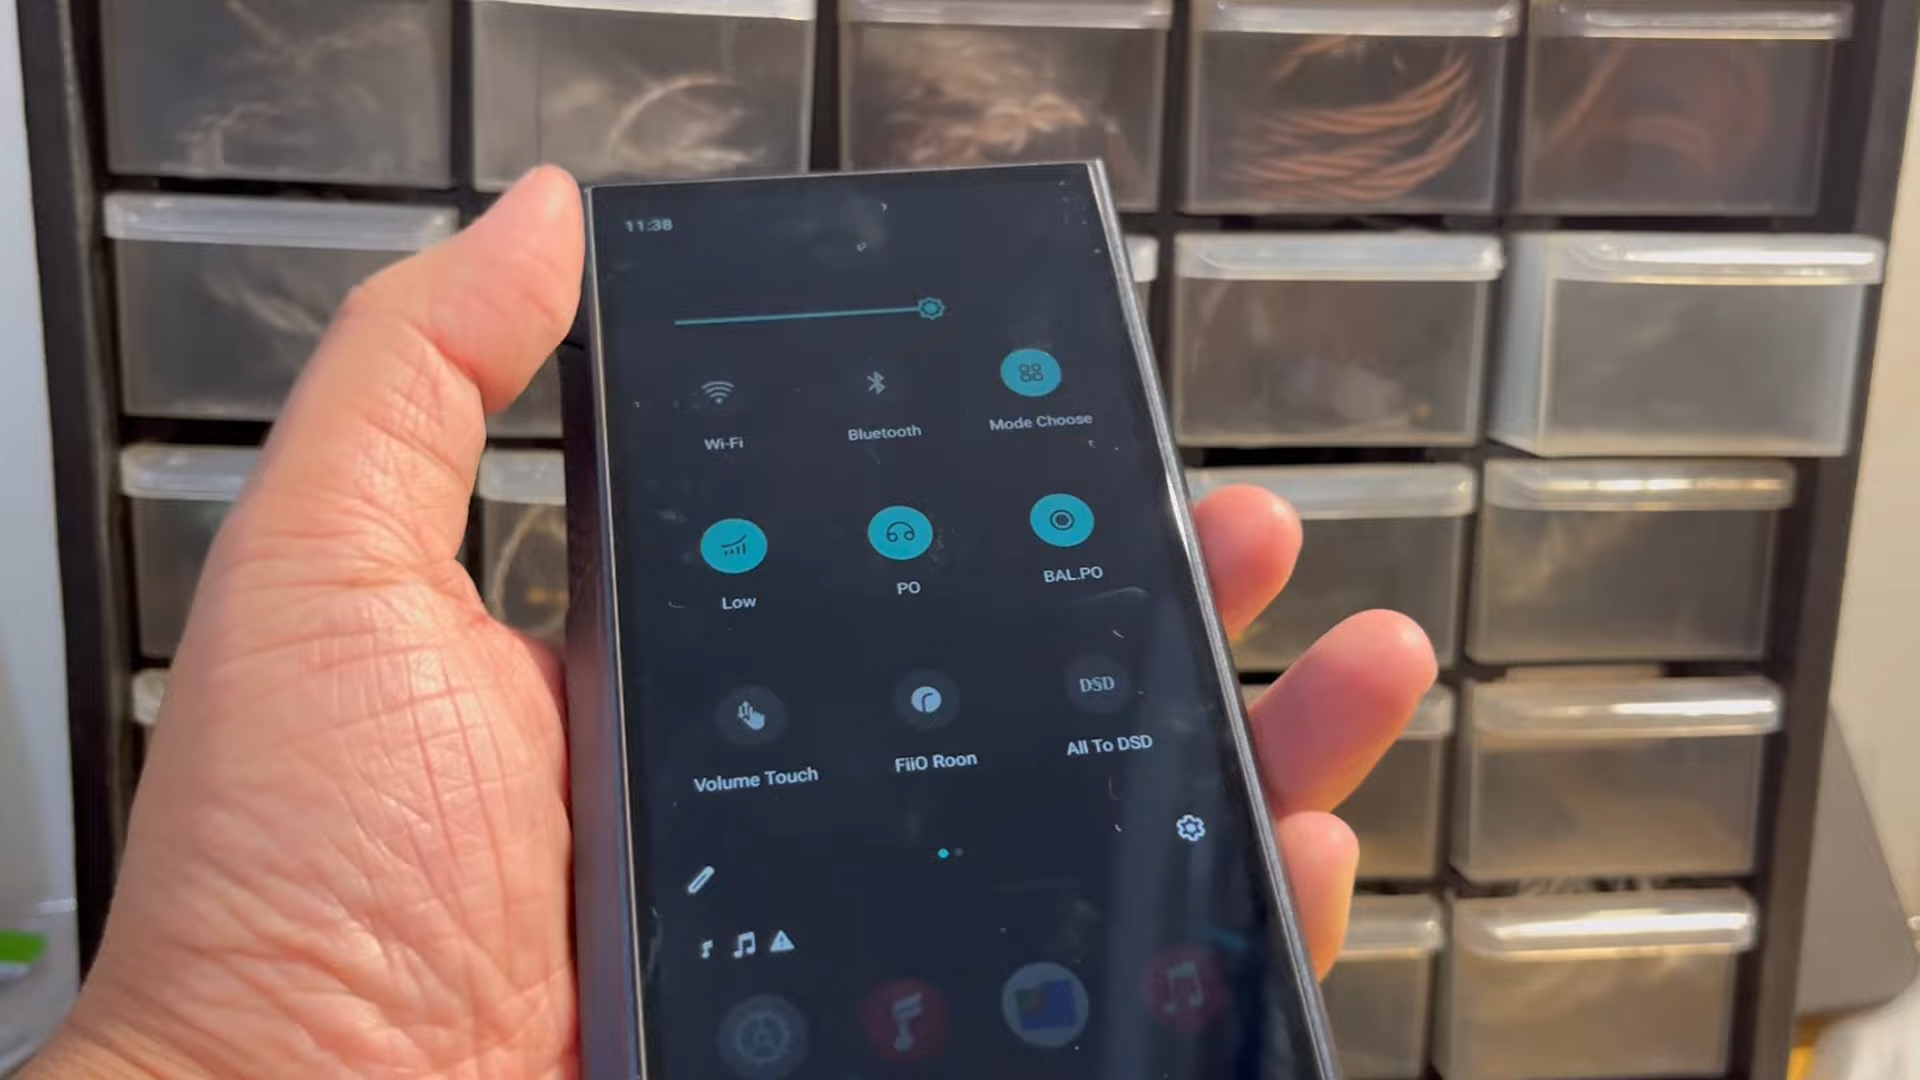 11:38
Wi-Fi
Bluetooth
Mode Choose
Low
PO
BAL.PO
DSD
Volume Touch
FiiO Roon
All To DSD